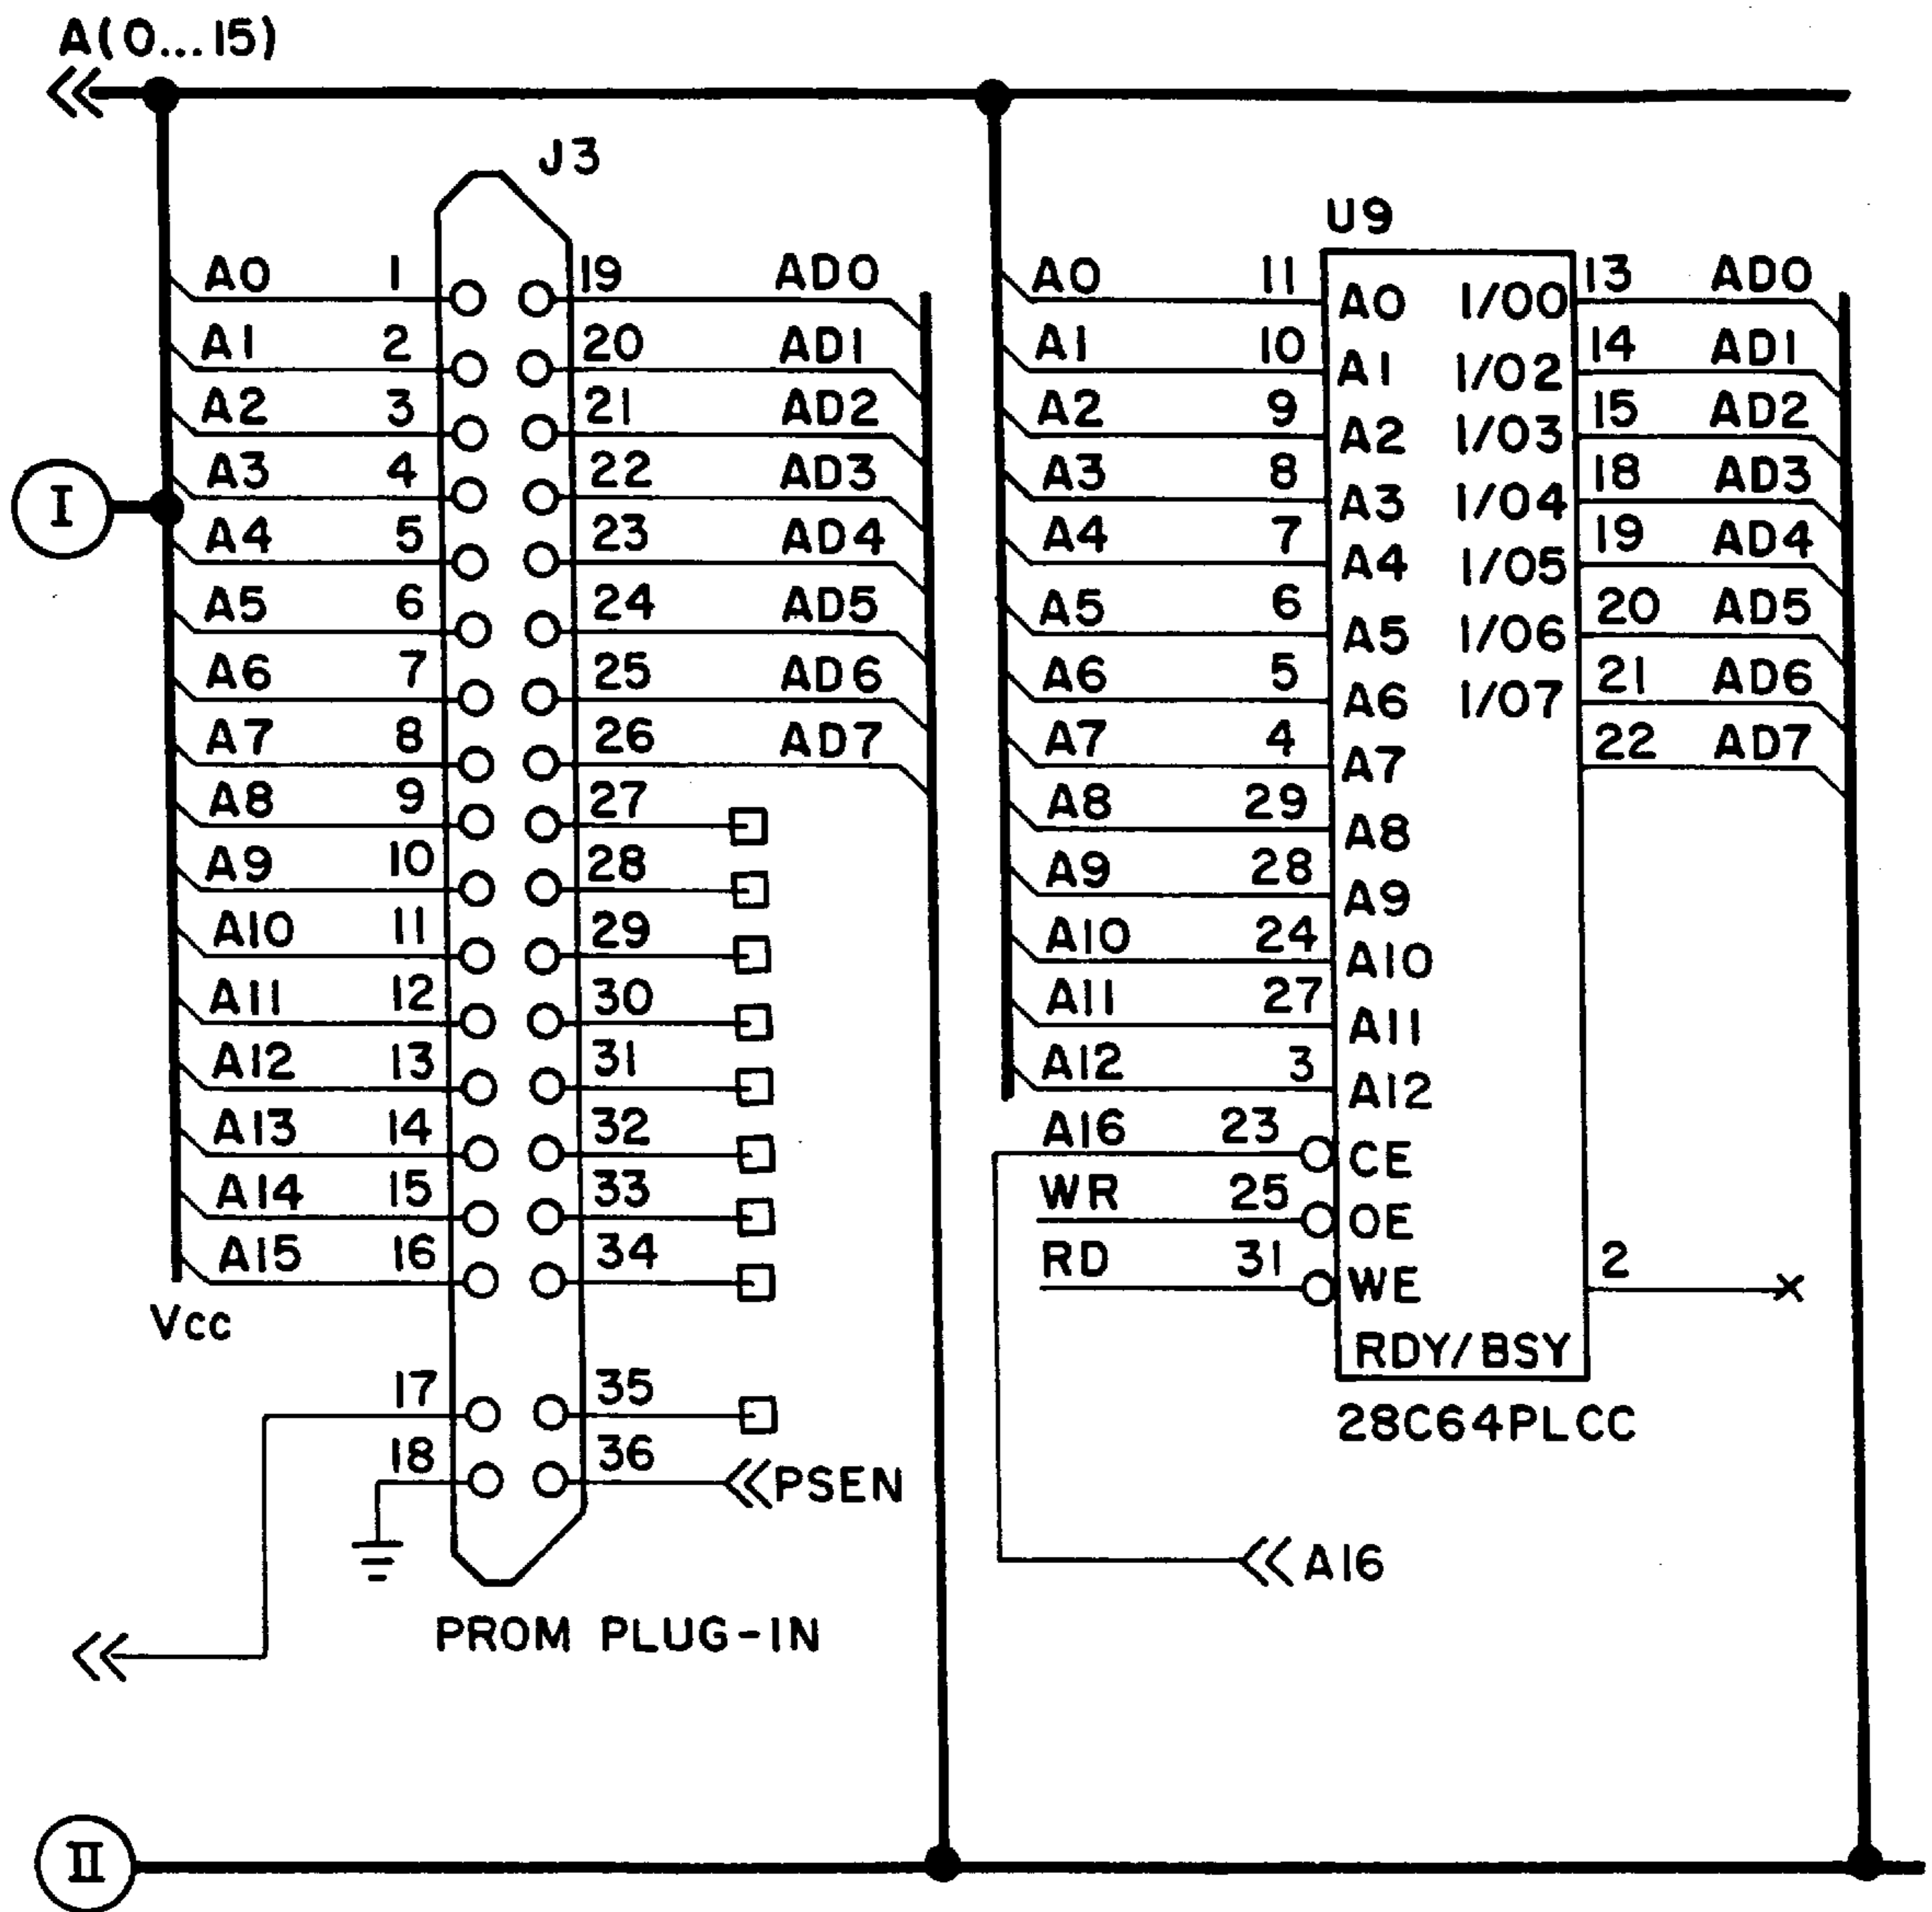 A(0...15)
J3
U9
A0 1 19 AD0
A1 2 20 AD1
A2 3 21 AD2
A3 4 22 AD3
I
A4 5 23 AD4
A5 6 24 AD5
A6 7 25 AD6
A7 8 26 AD7
A8 9 27
A9 10 28
A10 11 29
A11 12 30
A12 13 31
A13 14 32
A14 15 33
A15 16 34
Vcc
17 35
18 36 PSEN
PROM PLUG-IN
A0 11 A0 I/O0 13 AD0
A1 10 A1 I/O2 14 AD1
A2 9 A2 I/O3 15 AD2
A3 8 A3 I/O4 18 AD3
A4 7 A4 I/O5 19 AD4
A5 6 A5 I/O6 20 AD5
A6 5 A6 I/O7 21 AD6
A7 4 A7 22 AD7
A8 29 A8
A9 28 A9
A10 24 A10
A11 27 A11
A12 3 A12
A16 23 CE
WR 25 OE
RD 31 WE 2
RDY/BSY
28C64PLCC
A16
II